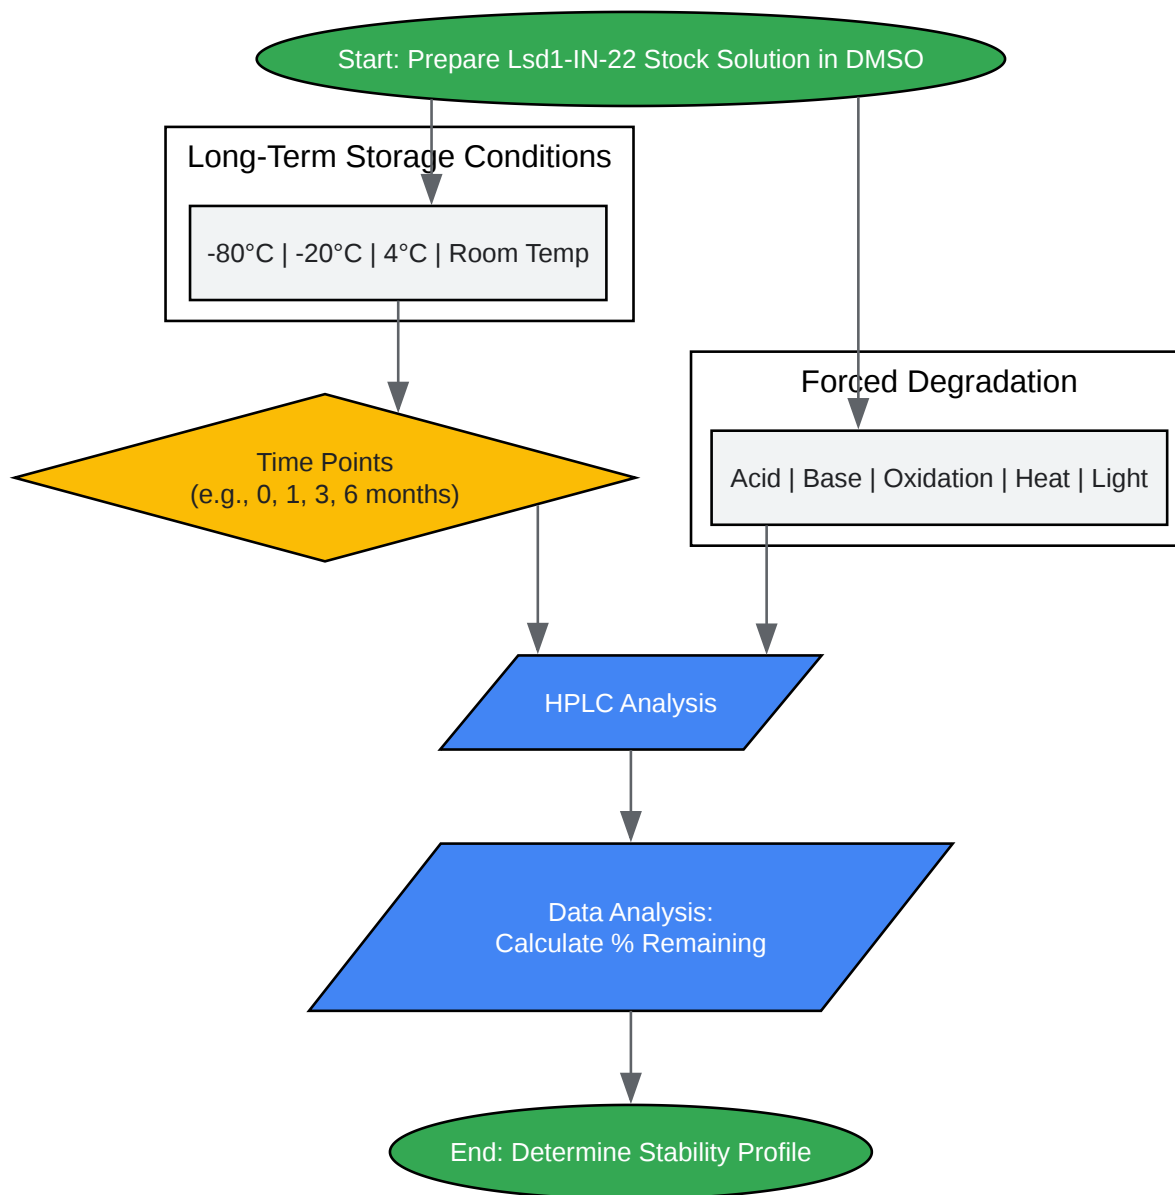 Start: Prepare Lsd1-IN-22 Stock Solution in DMSO
Long-Term Storage Conditions
-80°C | -20°C | 4°C | Room Temp
Forced Degradation
Acid | Base | Oxidation | Heat | Light
Time Points
(e.g., 0, 1, 3, 6 months)
HPLC Analysis
Data Analysis:
Calculate % Remaining
End: Determine Stability Profile